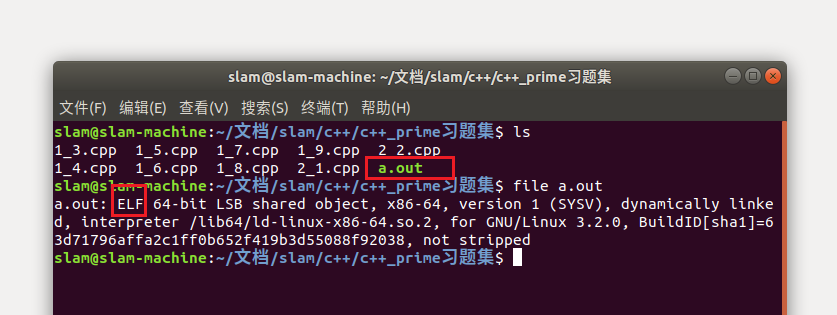 slam@slam-machine: ~/文档/slam/c++/c++_prime习题集
文件(F) 编辑(E) 查看(V) 搜索(S) 终端(T) 帮助(H)
slam@slam-machine:~/文档/slam/c++/c++_prime习题集$ ls
1_3.cpp 1_5.cpp 1_7.cpp 1_9.cpp 2_2.cpp
1_4.cpp 1_6.cpp 1_8.cpp 2_1.cpp a.out
slam@slam-machine:~/文档/slam/c++/c++_prime习题集$ file a.out
a.out: ELF 64-bit LSB shared object, x86-64, version 1 (SYSV), dynamically linke
d, interpreter /lib64/ld-linux-x86-64.so.2, for GNU/Linux 3.2.0, BuildID[sha1]=6
3d71796affa2c1ff0b652f419b3d55088f92038, not stripped
slam@slam-machine:~/文档/slam/c++/c++_prime习题集$